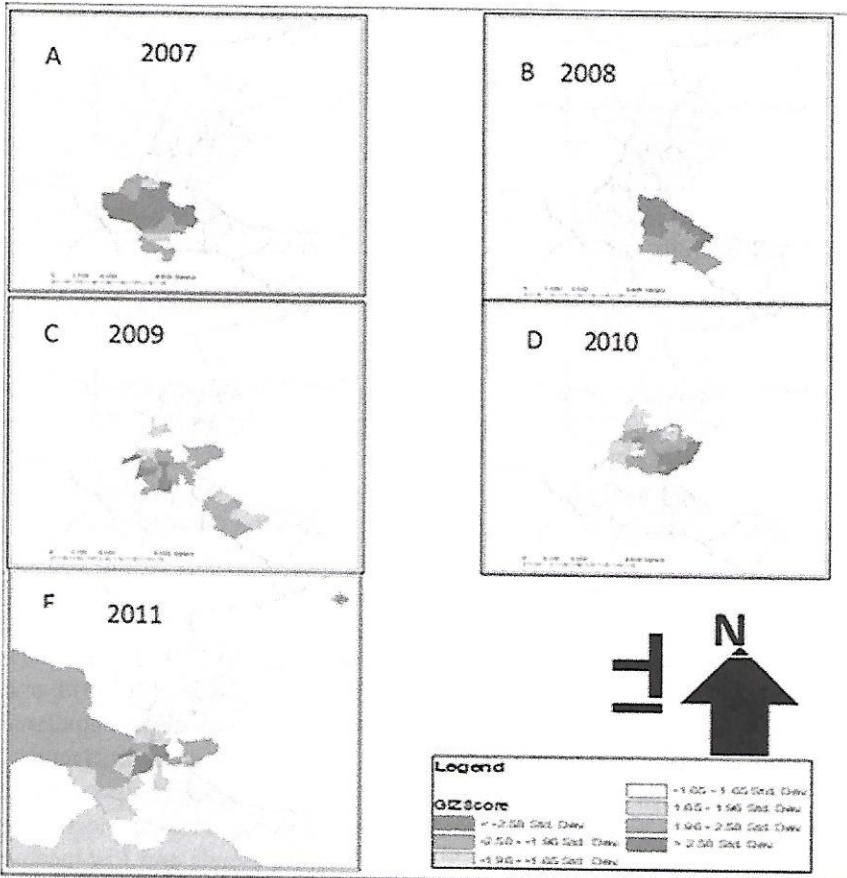 A 2007
B 2008
C 2009
D 2010
2011
N
Legend
GiZScore
< -2.58 Std. Dev.
-2.58 - -1.96 Std. Dev.
-1.96 - -1.65 Std. Dev.
-1.65 - 1.65 Std. Dev.
1.65 - 1.96 Std. Dev.
1.96 - 2.58 Std. Dev.
> 2.58 Std. Dev.